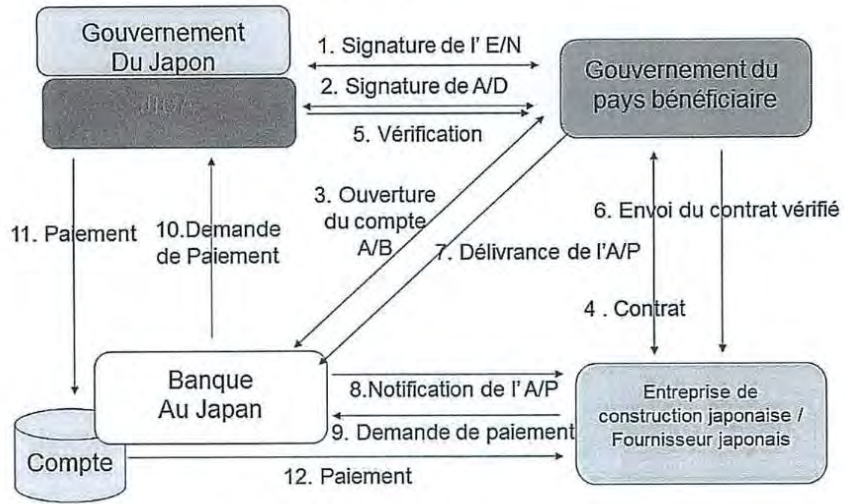 Gouvernement
Du Japon
1. Signature de l' E/N
2. Signature de A/D
5. Vérification
Gouvernement du
pays bénéficiaire
3. Ouverture
du compte
A/B
11. Paiement
10.Demande
de Paiement
6. Envoi du contrat vérifié
7. Délivrance de l'A/P
4 . Contrat
Banque
Au Japan
8.Notification de l'A/P
9. Demande de paiement
Entreprise de
construction japonaise /
Fournisseur japonais
Compte
12. Paiement